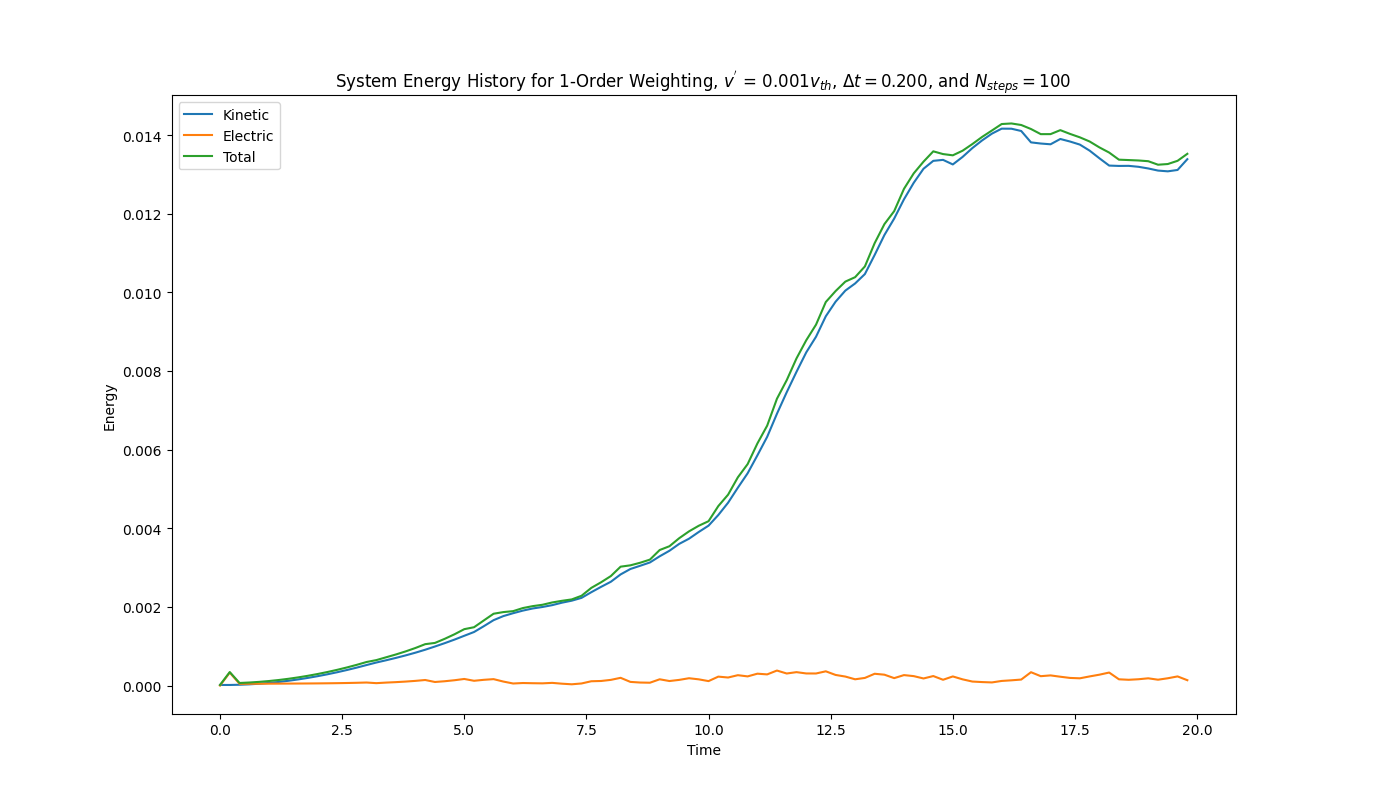 System Energy History for 1-Order Weighting, v′ = 0.001vth, Δt = 0.200, and Nsteps = 100
Kinetic
Electric
Total
0.014
0.012
0.010
0.008
0.006
0.004
0.002
0.000
Energy
0.0 2.5 5.0 7.5 10.0 12.5 15.0 17.5 20.0
Time